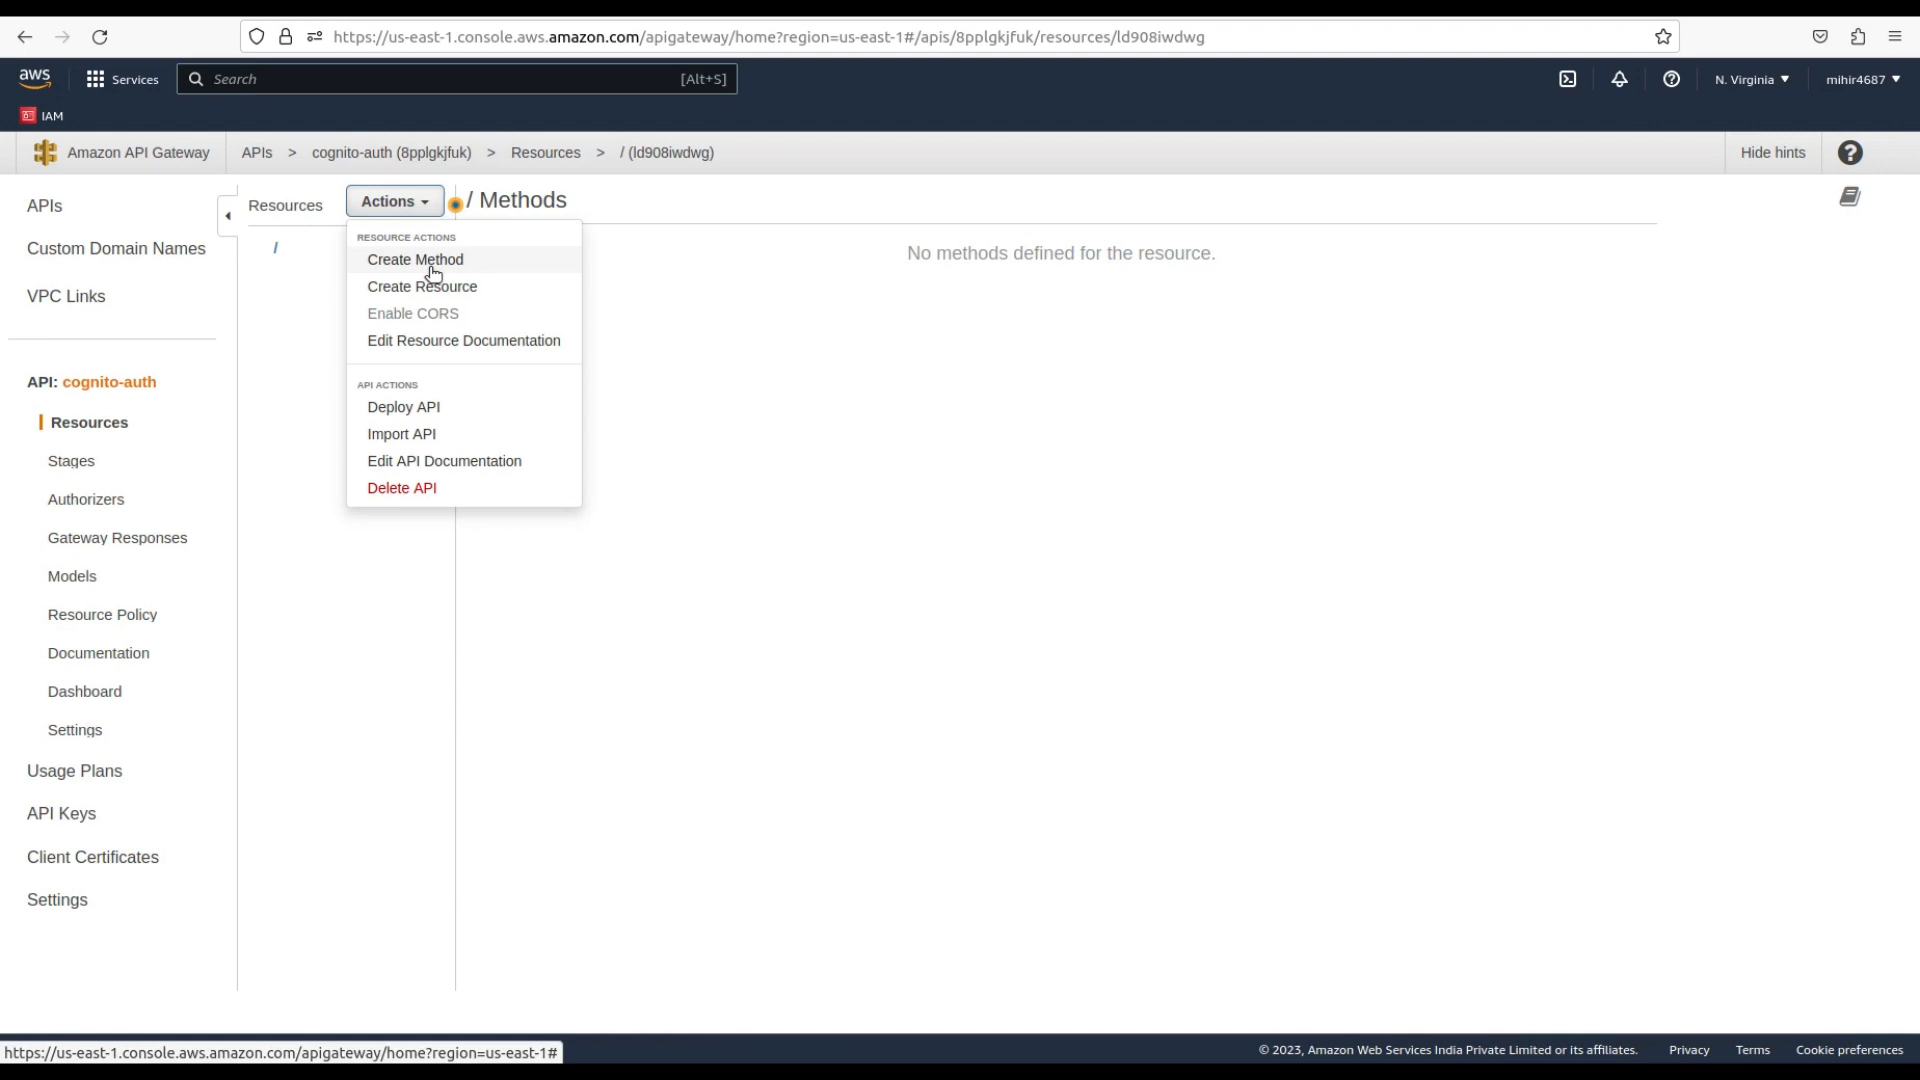 https://us-east-1.console.aws.amazon.com/apigateway/home?region=us-east-1#/apis/8pplgkjfuk/resources/ld908iwdwg
aws Services Search [Alt+S] N. Virginia mihir4687
IAM
Amazon API Gateway APIs > cognito-auth (8pplgkjfuk) > Resources > / (ld908iwdwg) Hide hints ?
APIs
Custom Domain Names
VPC Links
API: cognito-auth
Resources
Stages
Authorizers
Gateway Responses
Models
Resource Policy
Documentation
Dashboard
Settings
Usage Plans
API Keys
Client Certificates
Settings
Resources Actions
/
RESOURCE ACTIONS
Create Method
Create Resource
Enable CORS
Edit Resource Documentation
API ACTIONS
Deploy API
Import API
Edit API Documentation
Delete API
/ Methods
No methods defined for the resource.
https://us-east-1.console.aws.amazon.com/apigateway/home?region=us-east-1#
© 2023, Amazon Web Services India Private Limited or its affiliates. Privacy Terms Cookie preferences